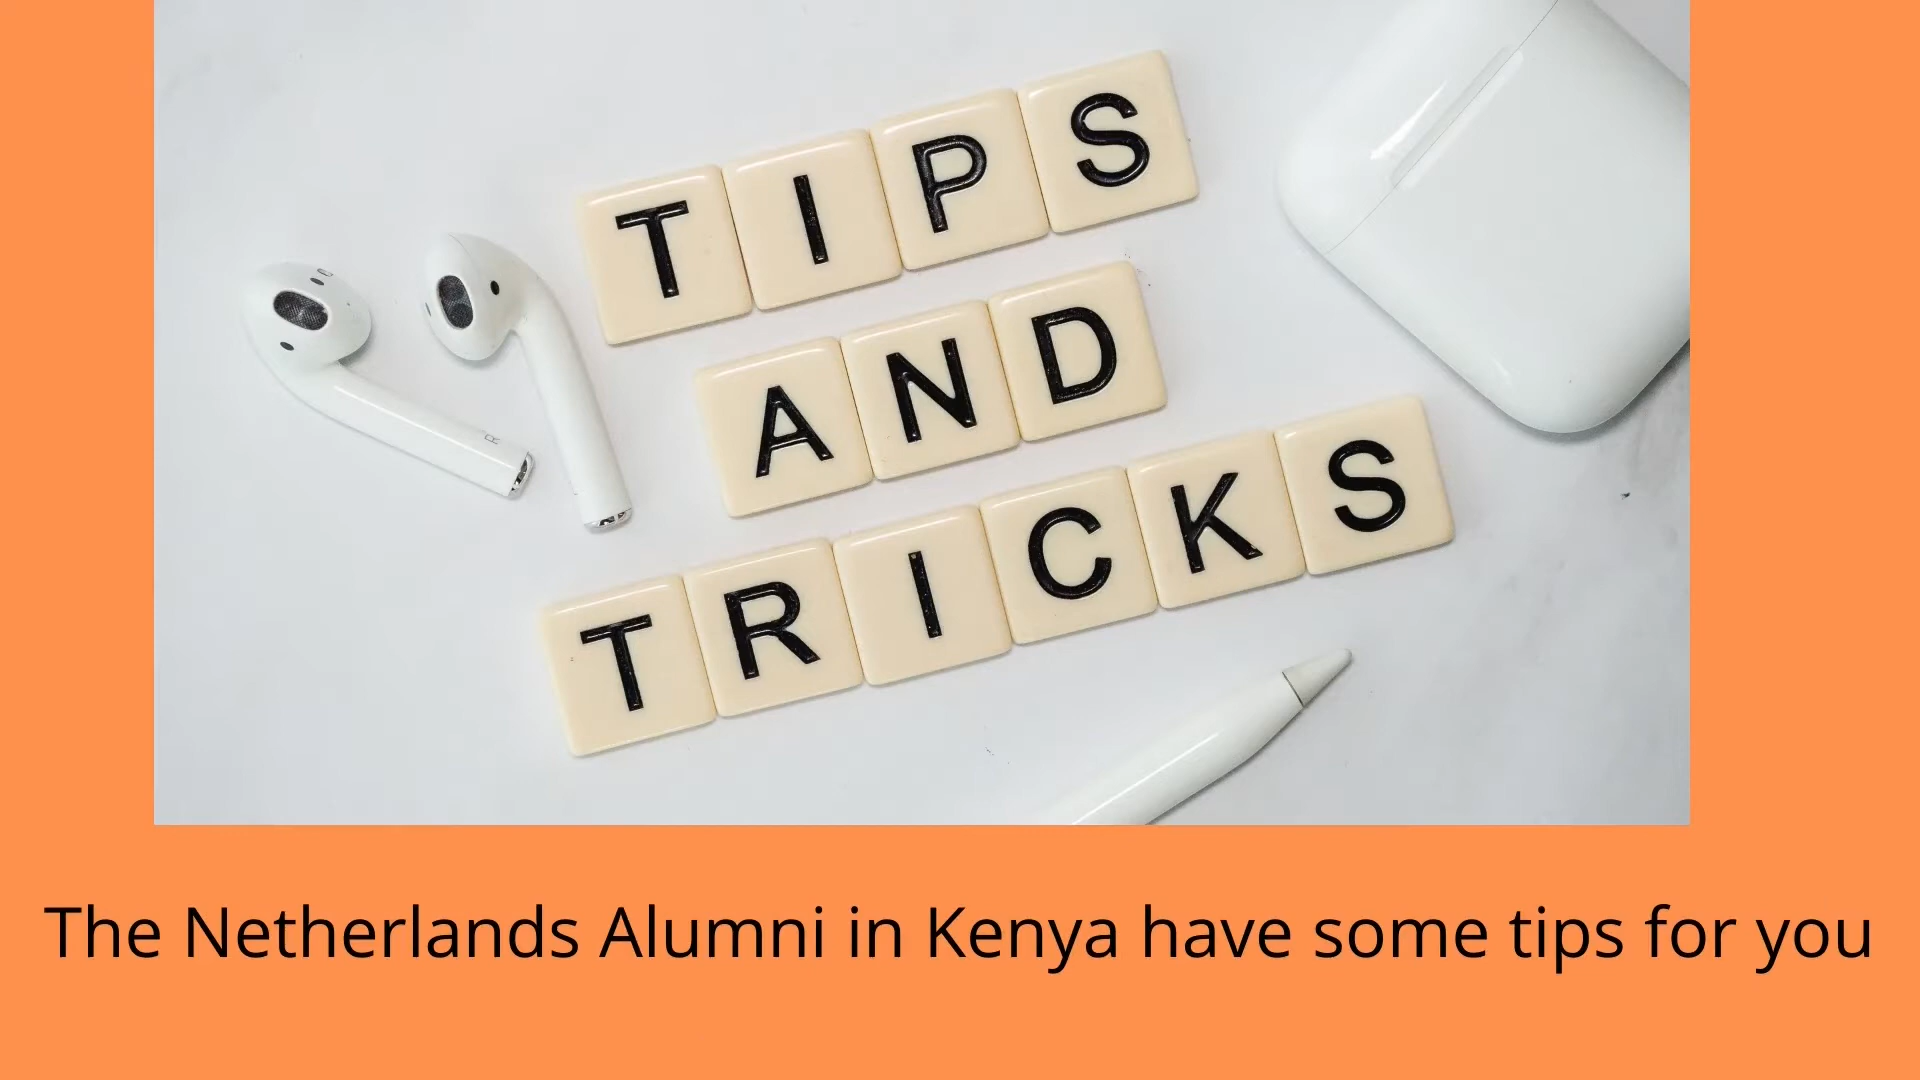 TIPS
AND
TRICKS
R
The Netherlands Alumni in Kenya have some tips for you